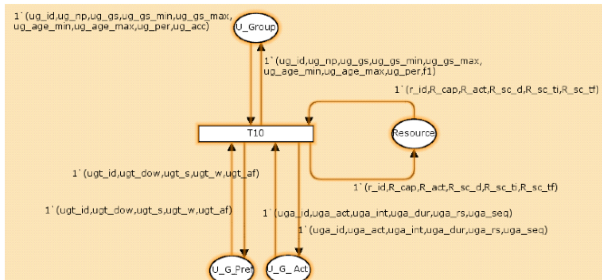 1`(ug_id,ug_np,ug_gs,ug_gs_min,ug_gs_max,
ug_age_min,ug_age_max,ug_per,ug_acc)
U_Group
1`(ug_id,ug_np,ug_gs,ug_gs_min,ug_gs_max,
ug_age_min,ug_age_max,ug_per,f1)
1`(r_id,R_cap,R_act,R_sc_d,R_sc_ti,R_sc_tf)
T10
Resource
1`(ugt_id,ugt_dow,ugt_s,ugt_w,ugt_af)
1`(r_id,R_cap,R_act,R_sc_d,R_sc_ti,R_sc_tf)
1`(ugt_id,ugt_dow,ugt_s,ugt_w,ugt_af)
1`(uga_id,uga_act,uga_int,uga_dur,uga_rs,uga_seq)
1`(uga_id,uga_act,uga_int,uga_dur,uga_rs,uga_seq)
U_G_Pref
U_G_ Act